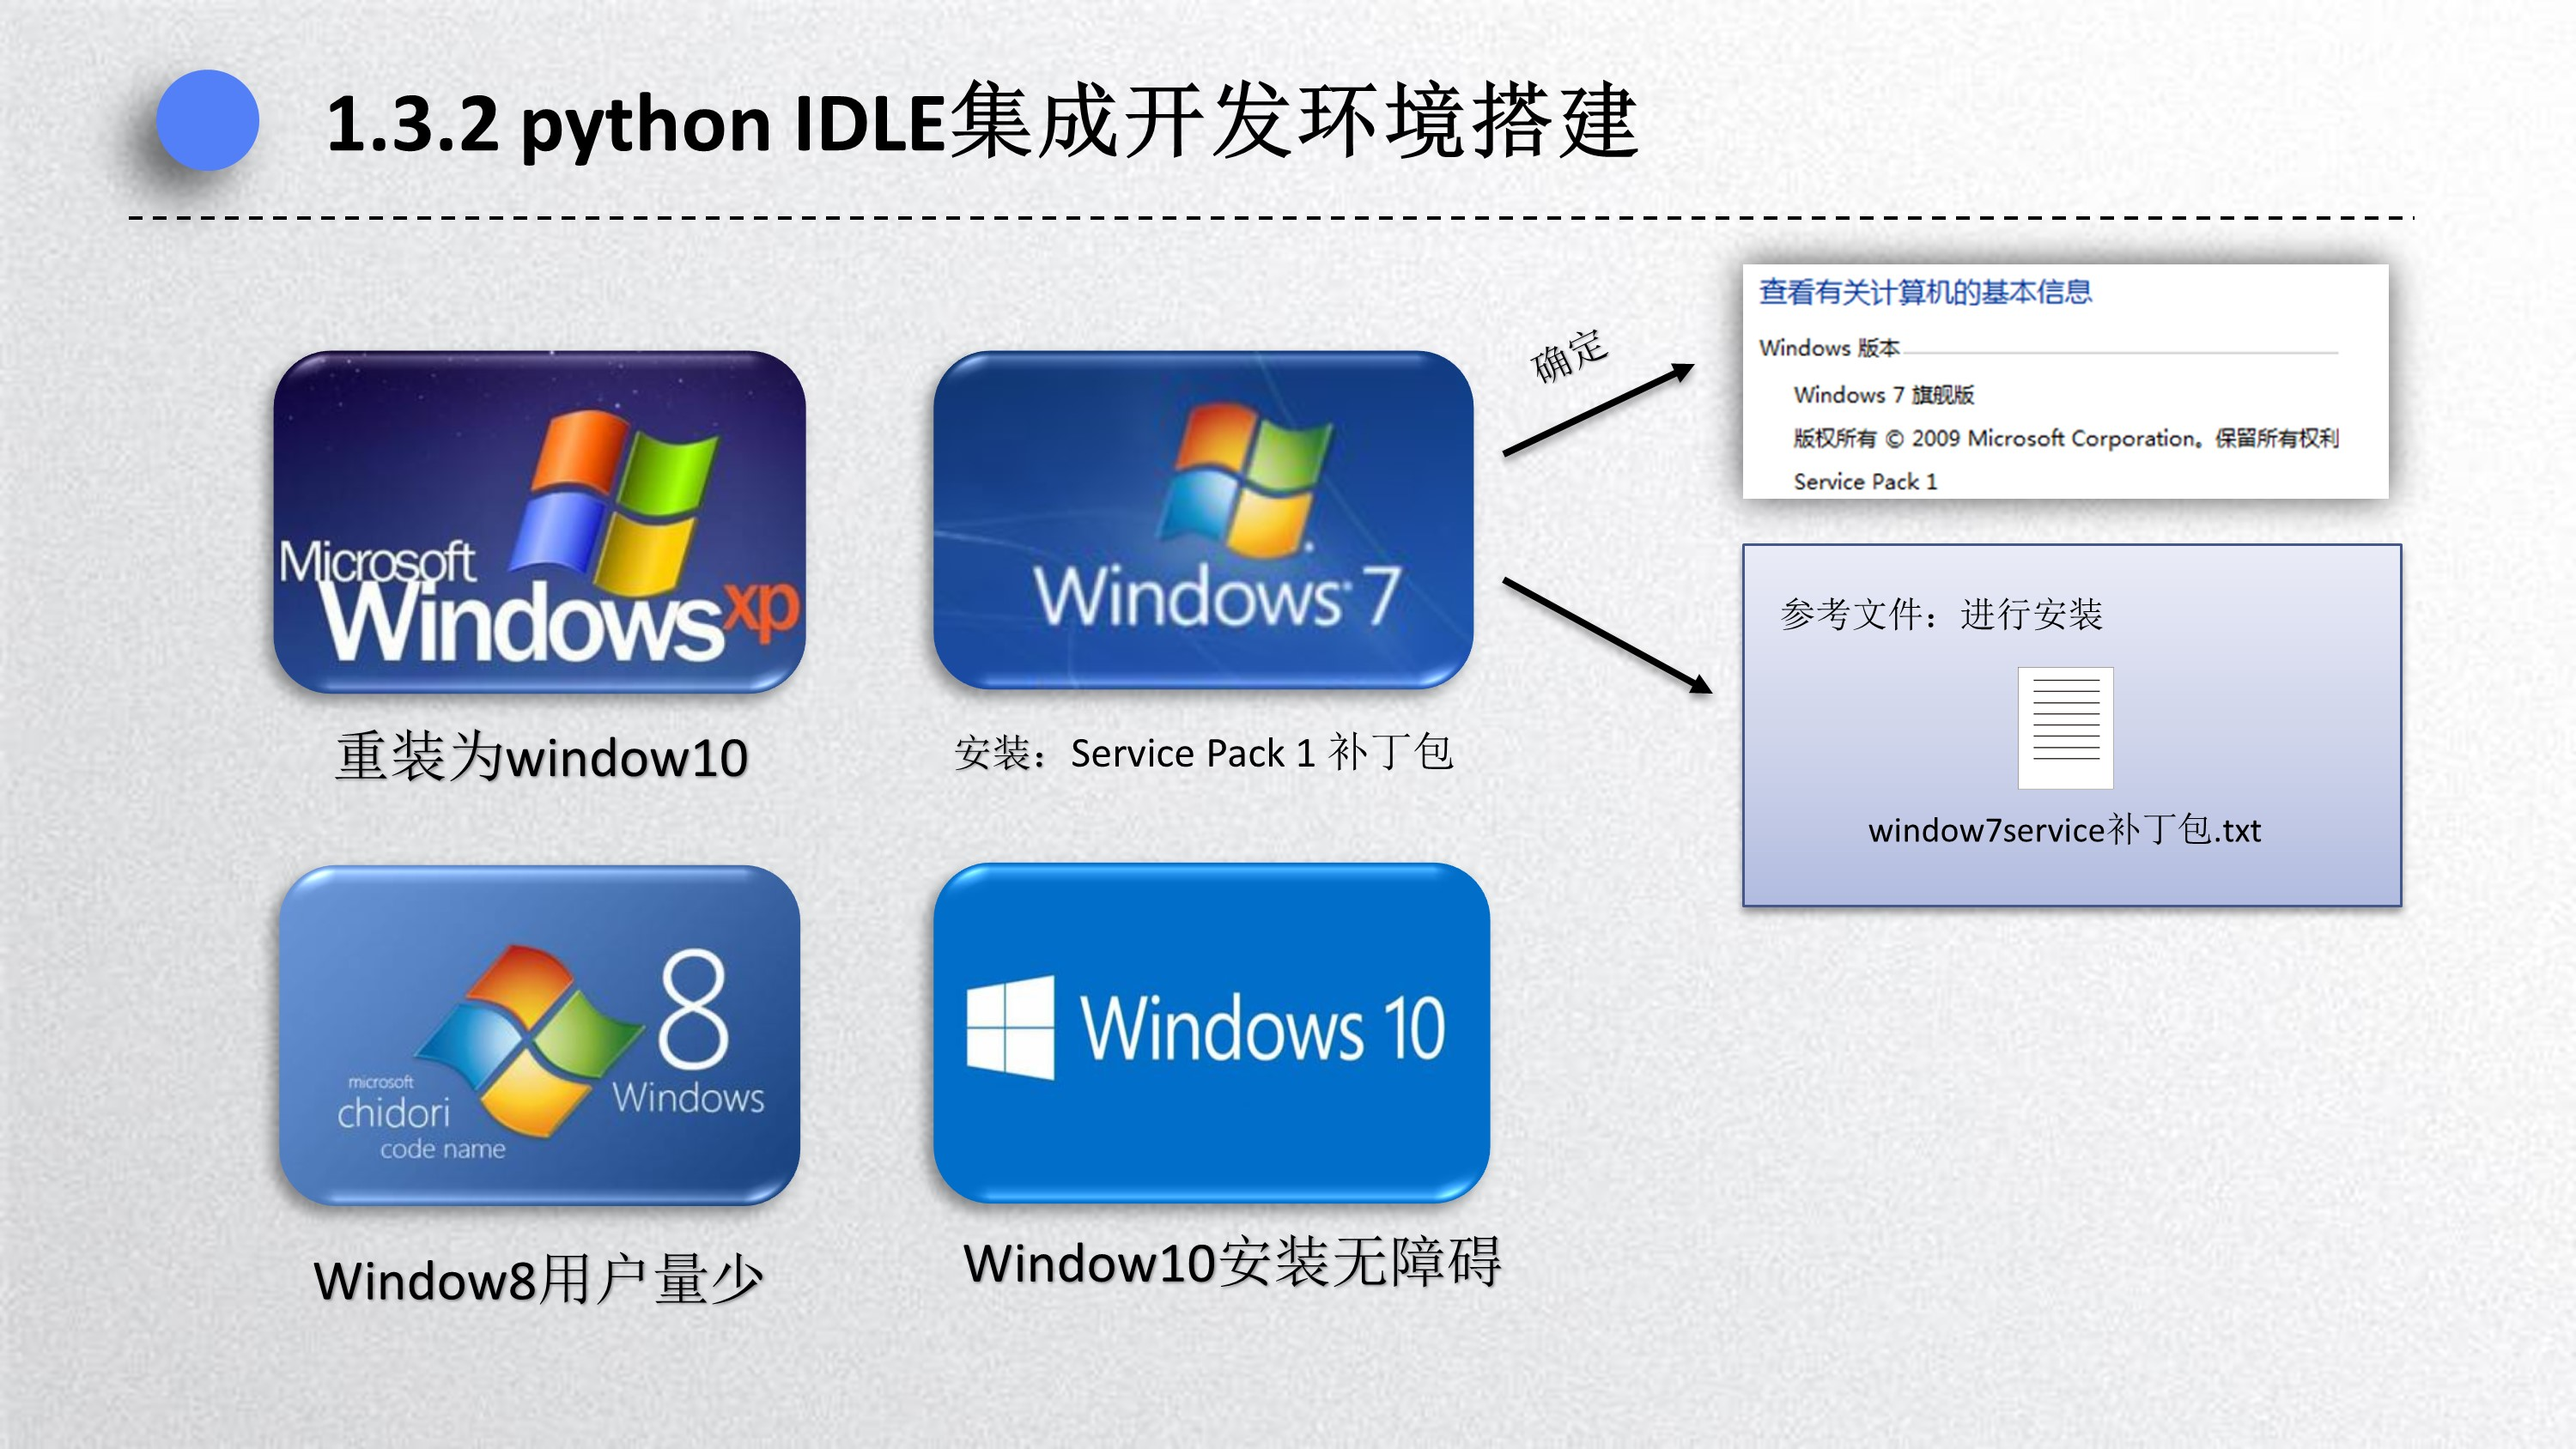 1.3.2 python IDLE集成开发环境搭建
Microsoft
Windows xp
重装为window10
Windows 7
安装：Service Pack 1 补丁包
确定
查看有关计算机的基本信息
Windows 版本
Windows 7 旗舰版
版权所有 © 2009 Microsoft Corporation。保留所有权利
Service Pack 1
参考文件：进行安装
window7service补丁包.txt
8
Windows
microsoft
chidori
code name
Window8用户量少
Windows 10
Window10安装无障碍